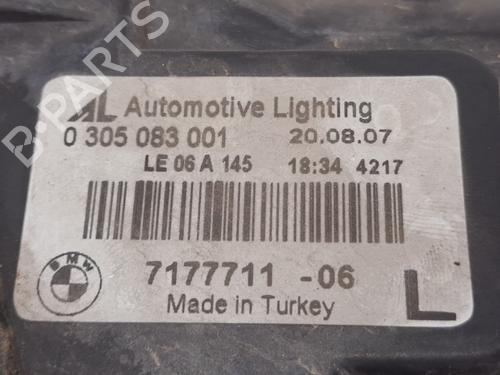 AL Automotive Lighting
0 305 083 001 20.08.07
LE 06 A 145 18:34 4217
BMW
7177711 -06
Made in Turkey
L